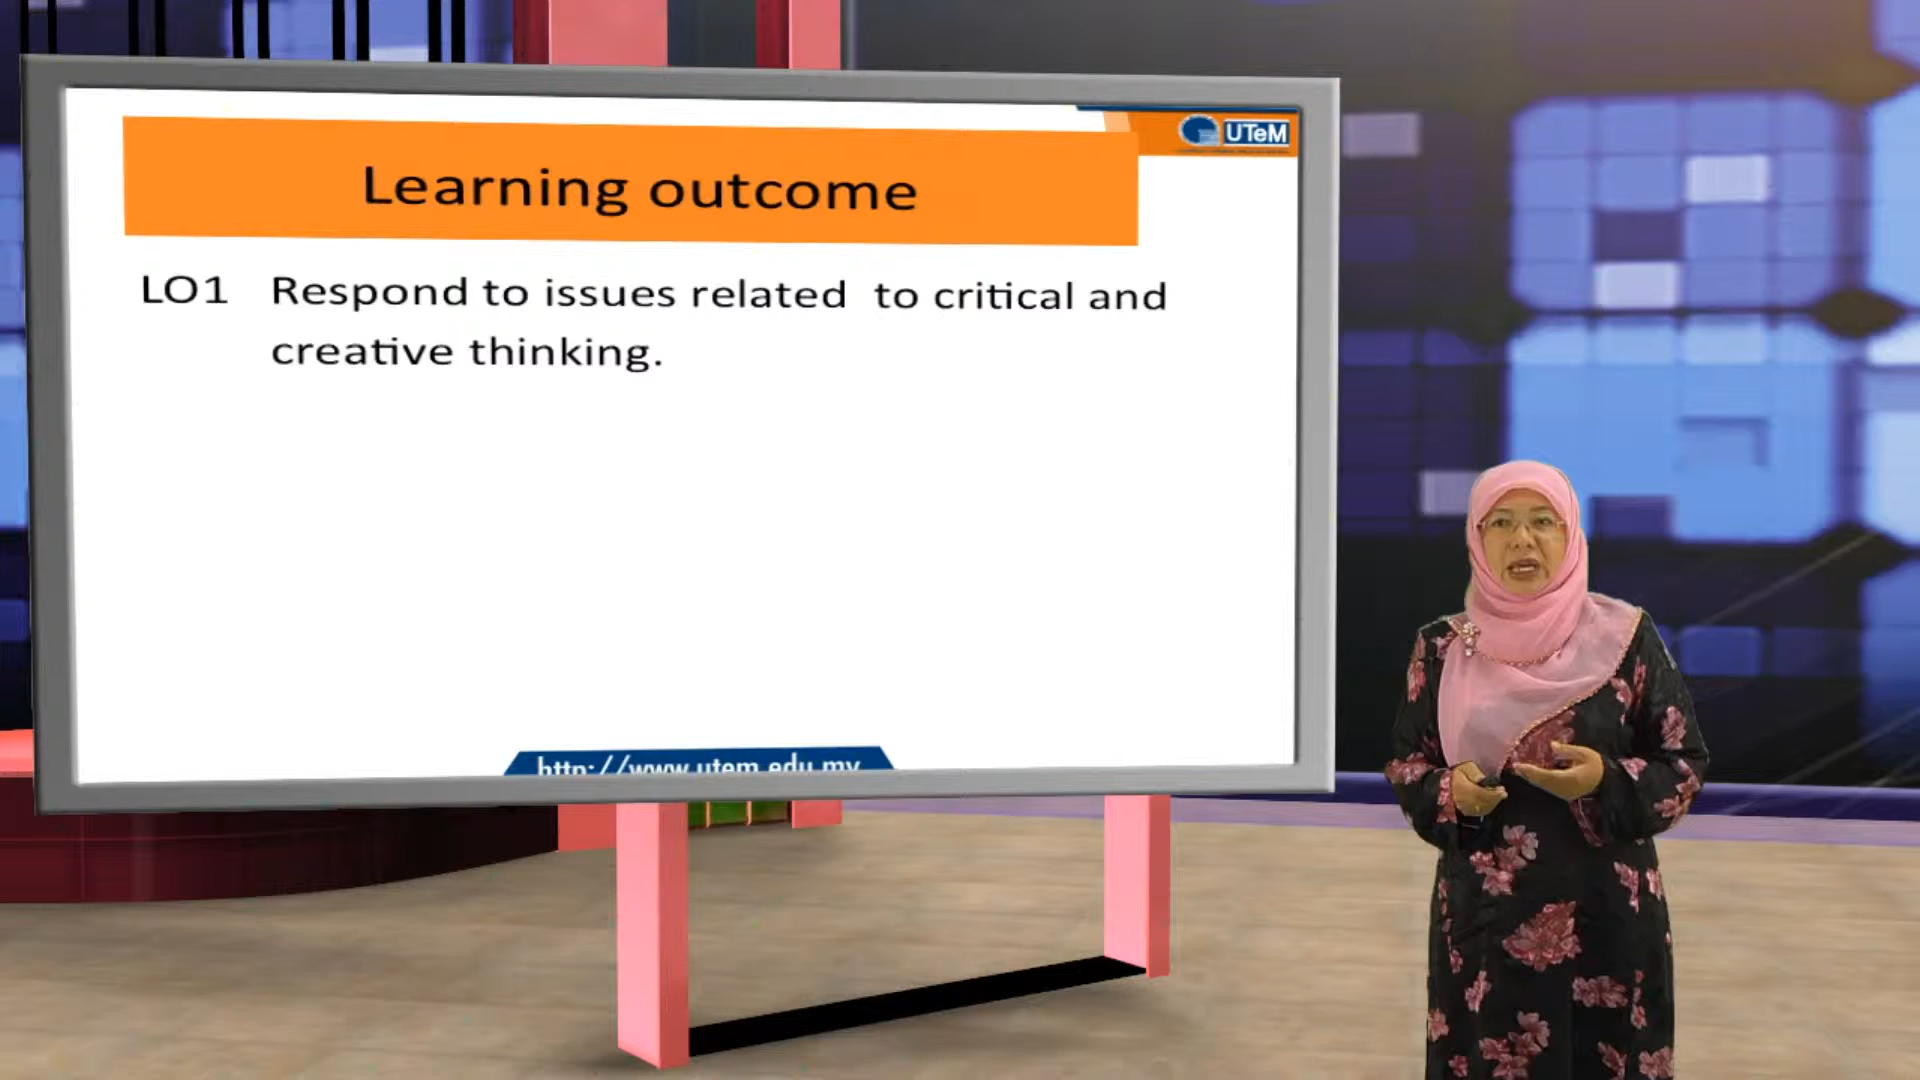 UTeM
Learning outcome
LO1 Respond to issues related to critical and
creative thinking.
http://www.utem.edu.my